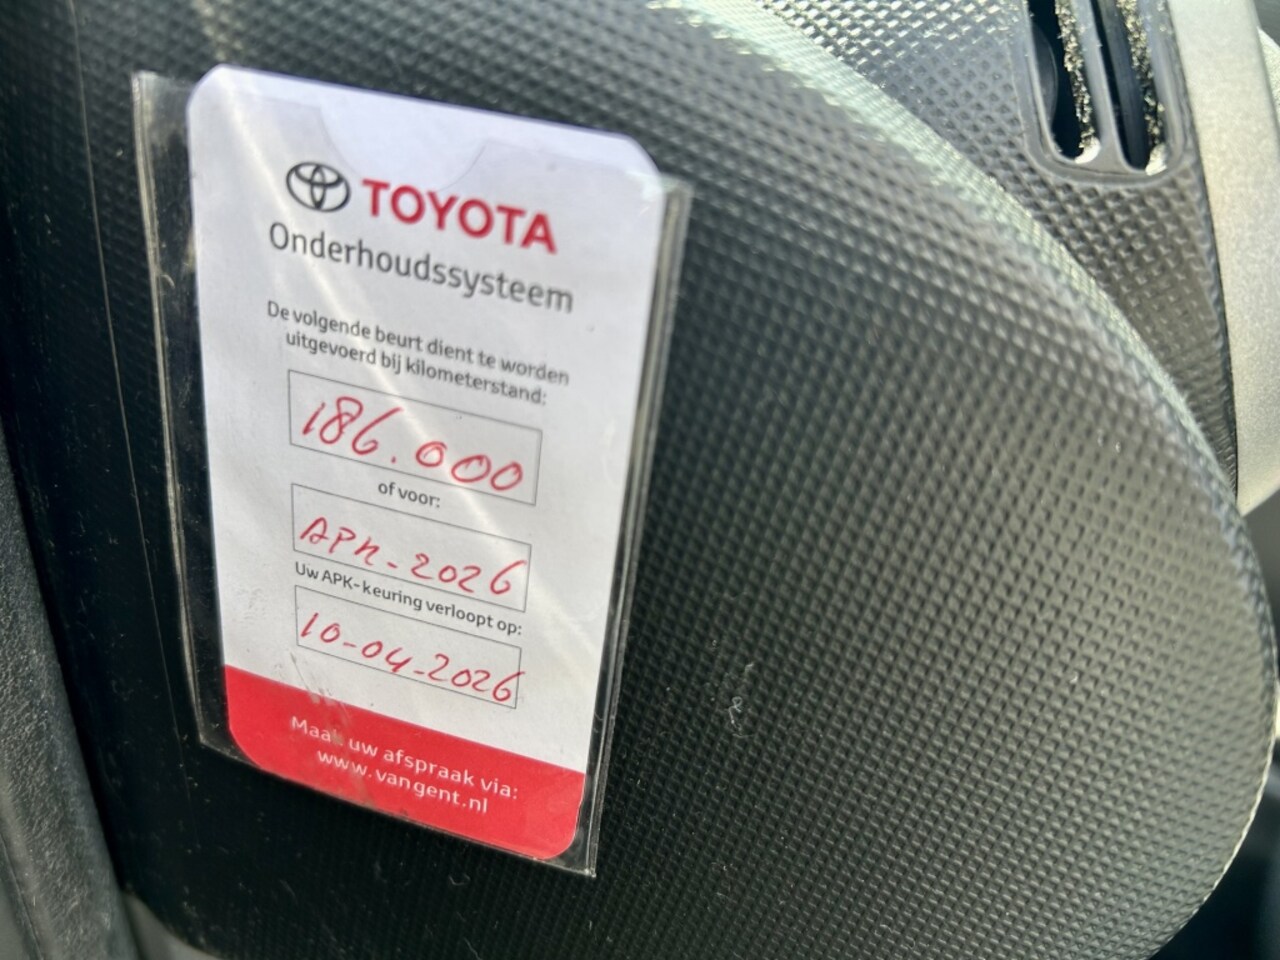 TOYOTA
Onderhoudssysteem
De volgende beurt dient te worden
uitgevoerd bij kilometerstand:
186.000
of voor:
APR-2026
Uw APK-keuring verloopt op:
10-04-2026
Maak uw afspraak via:
www.vangent.nl